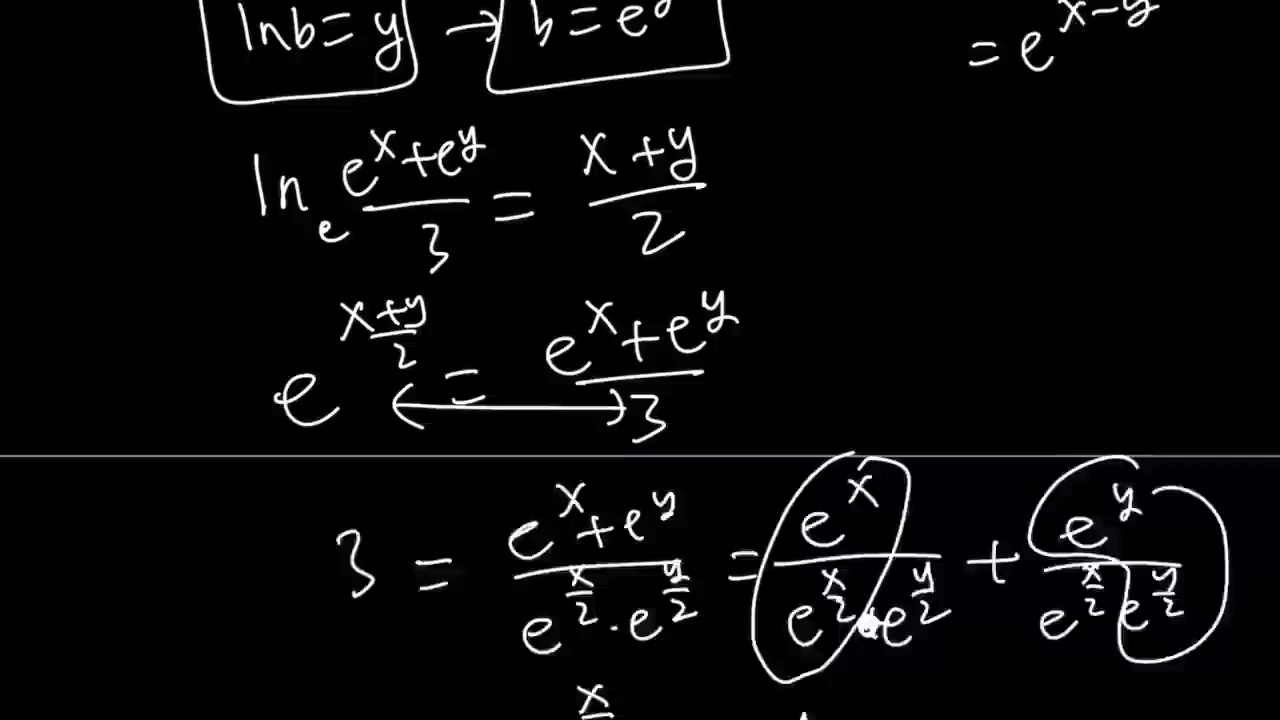 ln b = y → b = e^y
= e^(x-y)
ln_e (e^x + e^y)/3 = (x + y)/2
e^((x+y)/2) = (e^x + e^y)/3
3 = (e^x + e^y)/(e^(x/2) · e^(y/2)) = e^x/(e^(x/2) · e^(y/2)) + e^y/(e^(x/2) e^(y/2))
x